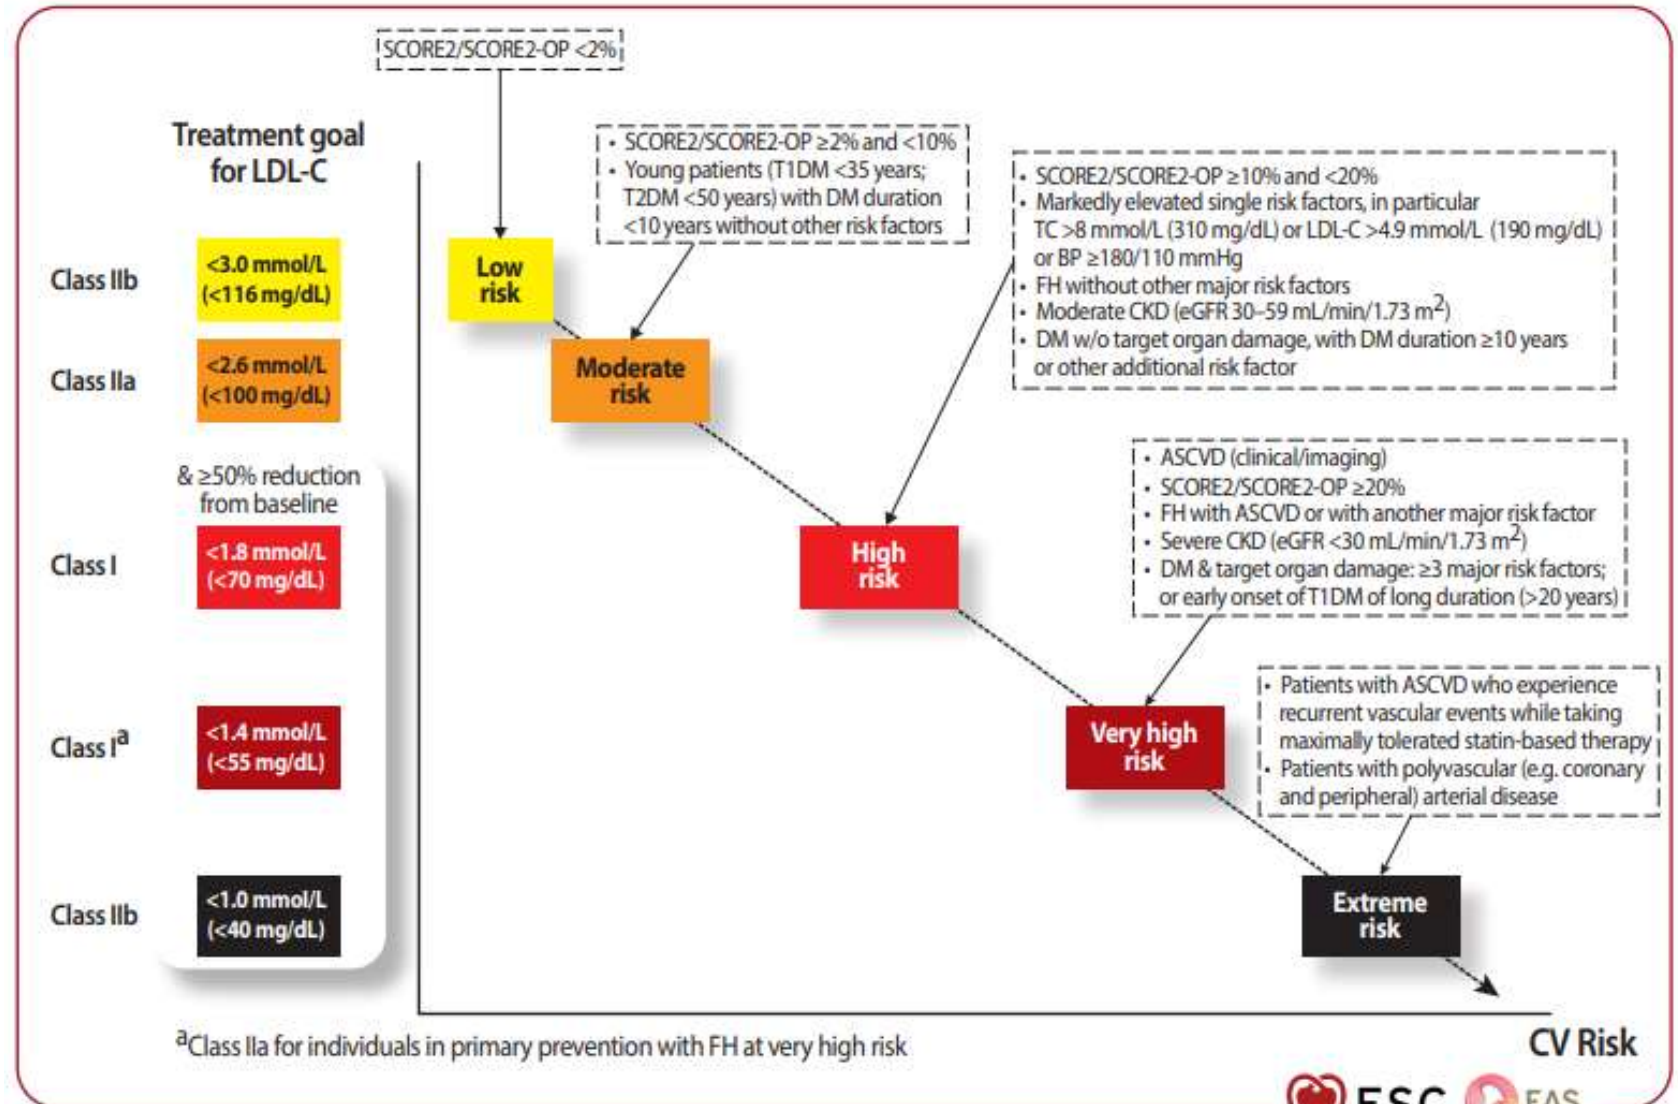 SCORE2/SCORE2-OP <2%
Treatment goal
for LDL-C
• SCORE2/SCORE2-OP ≥2% and <10%
• Young patients (T1DM <35 years;
T2DM <50 years) with DM duration
<10 years without other risk factors
• SCORE2/SCORE2-OP ≥10% and <20%
• Markedly elevated single risk factors, in particular
TC >8 mmol/L (310 mg/dL) or LDL-C >4.9 mmol/L (190 mg/dL)
or BP ≥180/110 mmHg
• FH without other major risk factors
• Moderate CKD (eGFR 30–59 mL/min/1.73 m²)
• DM w/o target organ damage, with DM duration ≥10 years
or other additional risk factor
Class IIb
<3.0 mmol/L
(<116 mg/dL)
Low
risk
Class IIa
<2.6 mmol/L
(<100 mg/dL)
Moderate
risk
& ≥50% reduction
from baseline
• ASCVD (clinical/imaging)
• SCORE2/SCORE2-OP ≥20%
• FH with ASCVD or with another major risk factor
• Severe CKD (eGFR <30 mL/min/1.73 m²)
• DM & target organ damage: ≥3 major risk factors;
or early onset of T1DM of long duration (>20 years)
Class I
<1.8 mmol/L
(<70 mg/dL)
High
risk
• Patients with ASCVD who experience
recurrent vascular events while taking
maximally tolerated statin-based therapy
• Patients with polyvascular (e.g. coronary
and peripheral) arterial disease
Class Iᵃ
<1.4 mmol/L
(<55 mg/dL)
Very high
risk
Class IIb
<1.0 mmol/L
(<40 mg/dL)
Extreme
risk
ᵃClass IIa for individuals in primary prevention with FH at very high risk
CV Risk
ESC
EAS